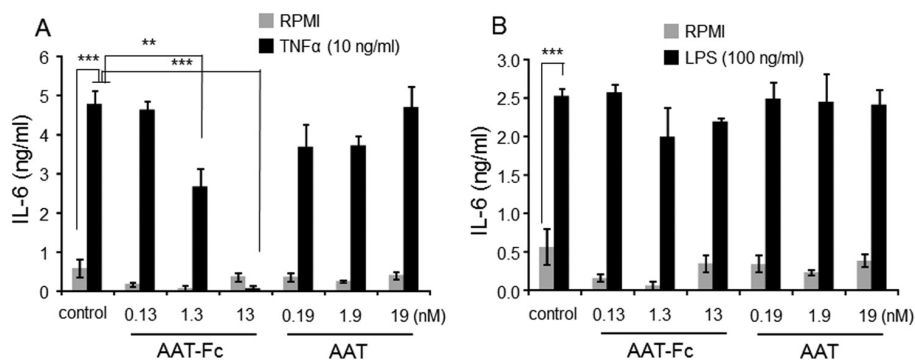 A
RPMI
TNFα (10 ng/ml)
***
**
***
IL-6 (ng/ml)
6
5
4
3
2
1
0
control
0.13
1.3
13
0.19
1.9
19 (nM)
AAT-Fc
AAT
B
RPMI
LPS (100 ng/ml)
***
IL-6 (ng/ml)
3.0
2.5
2.0
1.5
1.0
0.5
0.0
control
0.13
1.3
13
0.19
1.9
19 (nM)
AAT-Fc
AAT